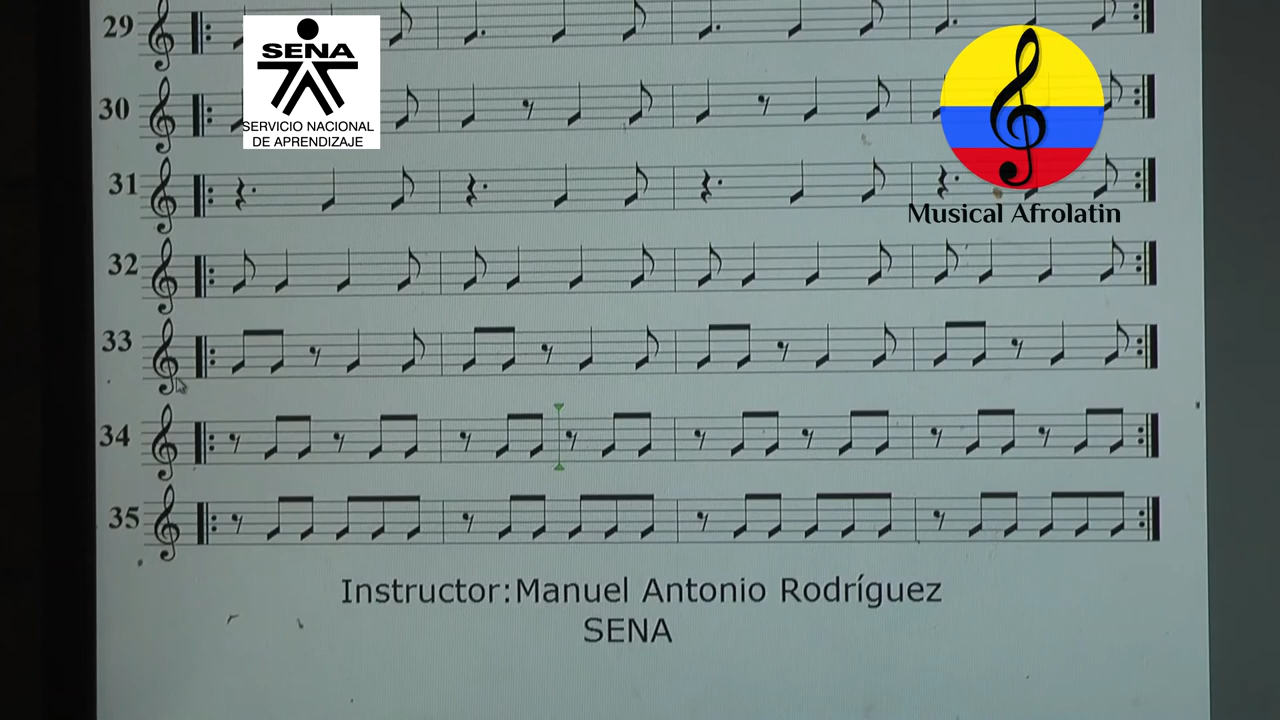 29
SENA
SERVICIO NACIONAL
DE APRENDIZAJE
30
31
Musical Afrolatin
32
33
34
35
Instructor:Manuel Antonio Rodríguez
SENA